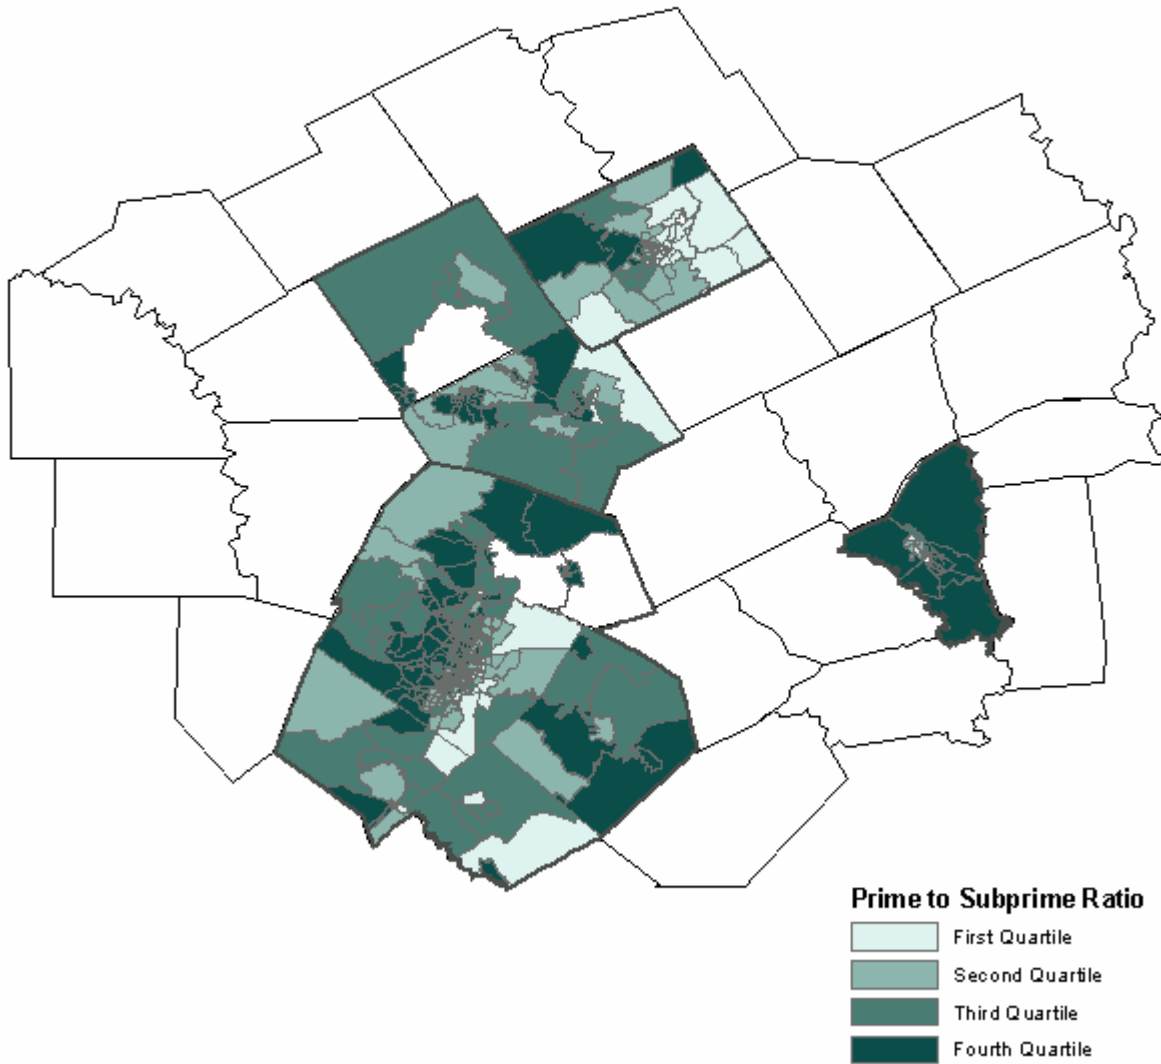 Prime to Subprime Ratio
First Quartile
Second Quartile
Third Quartile
Fourth Quartile